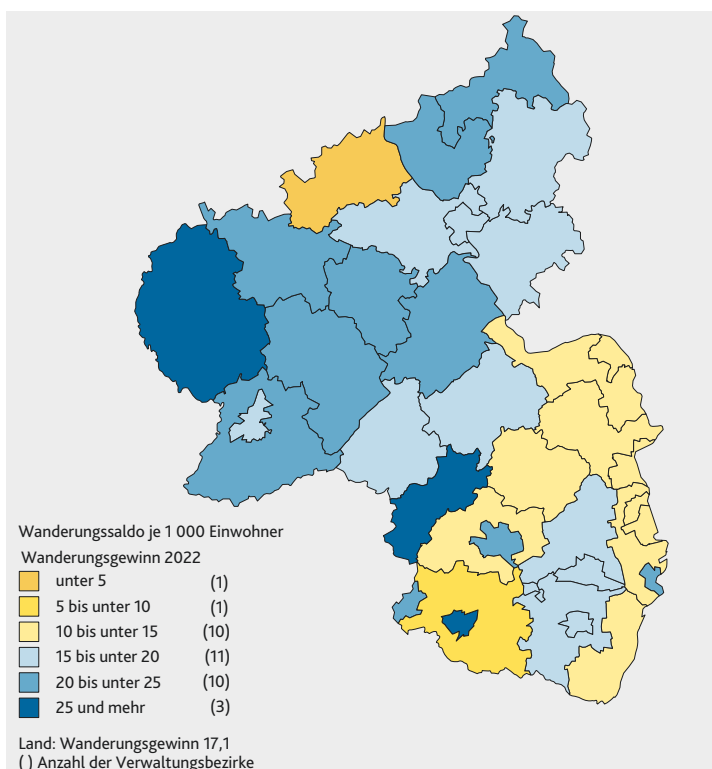 Wanderungssaldo je 1 000 Einwohner
Wanderungsgewinn 2022
unter 5 (1)
5 bis unter 10 (1)
10 bis unter 15 (10)
15 bis unter 20 (11)
20 bis unter 25 (10)
25 und mehr (3)
Land: Wanderungsgewinn 17,1
( ) Anzahl der Verwaltungsbezirke